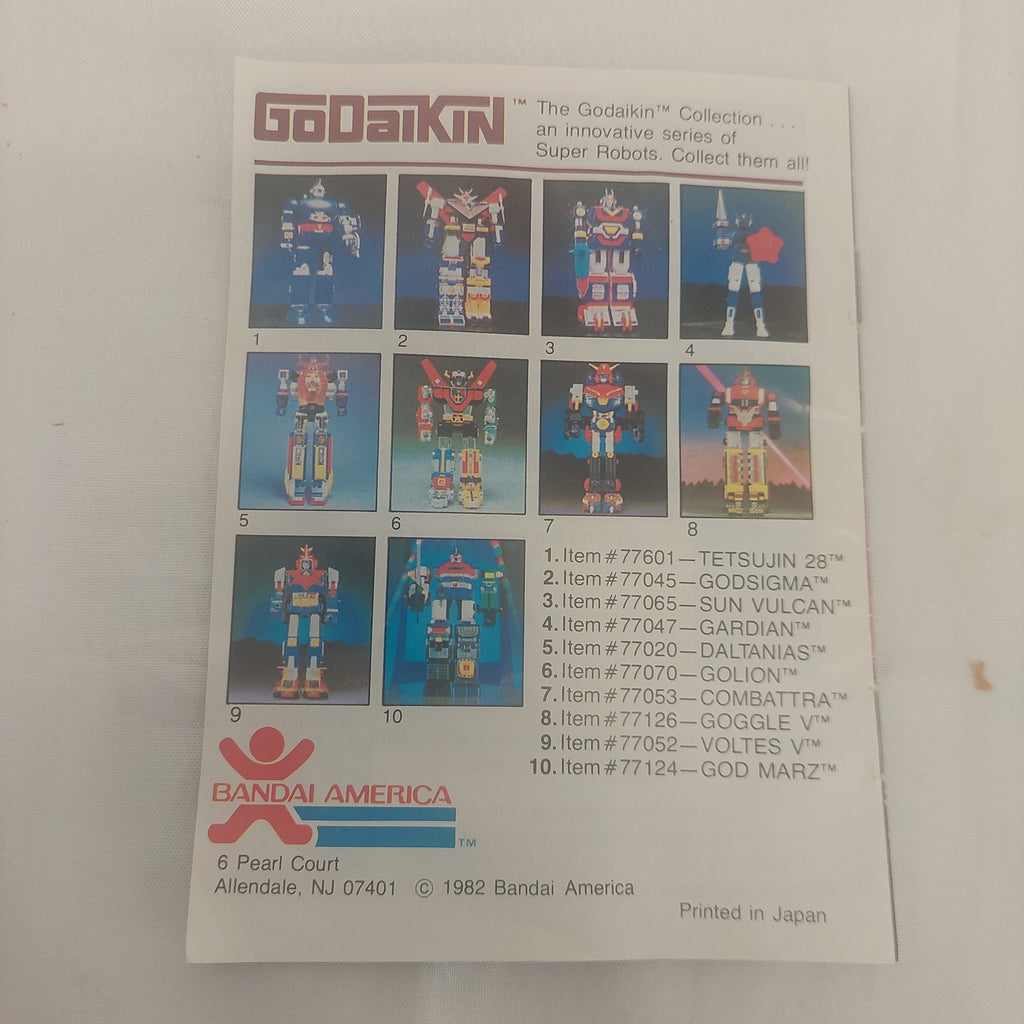 GoDaiKiN™
The Godaikin™ Collection . . .
an innovative series of
Super Robots. Collect them all!
1
2
3
4
5
6
7
8
9
10
1. Item #77601—TETSUJIN 28™
2. Item #77045—GODSIGMA™
3. Item #77065—SUN VULCAN™
4. Item #77047—GARDIAN™
5. Item #77020—DALTANIAS™
6. Item #77070—GOLION™
7. Item #77053—COMBATTRA™
8. Item #77126—GOGGLE V™
9. Item #77052—VOLTES V™
10. Item #77124—GOD MARZ™
BANDAI AMERICA
™
6 Pearl Court
Allendale, NJ 07401 © 1982 Bandai America
Printed in Japan